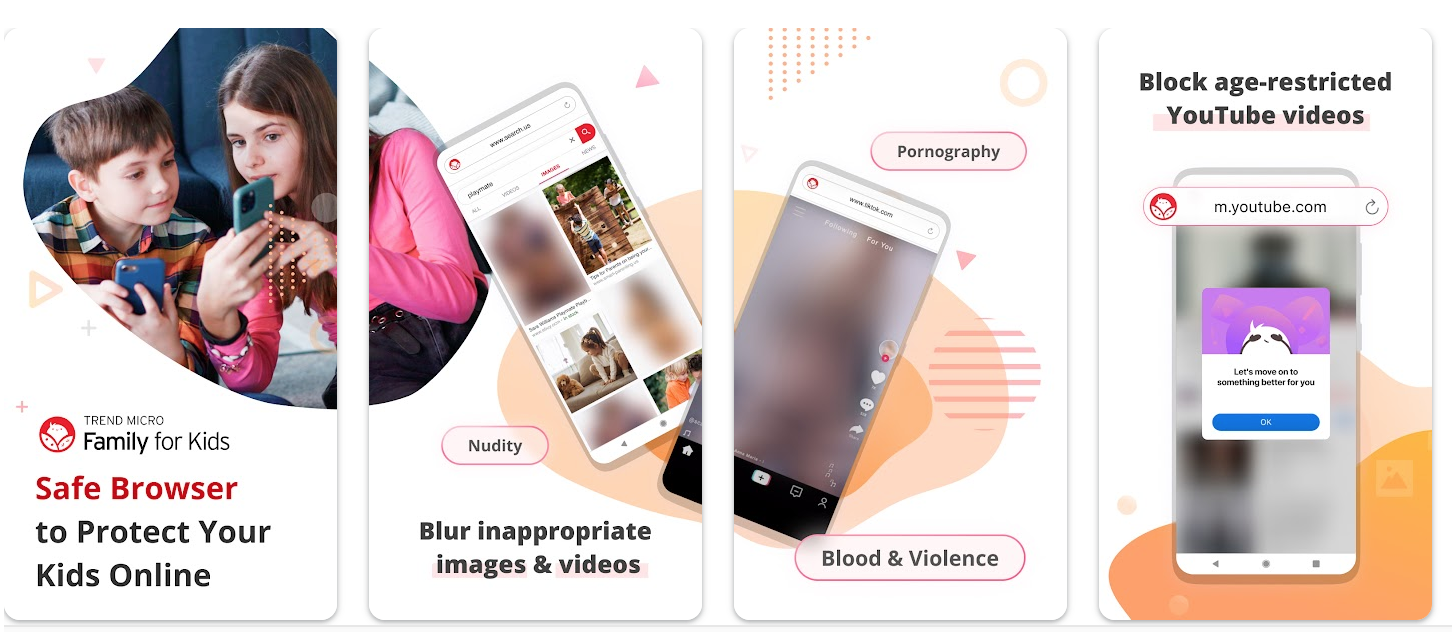 TREND MICRO
Family for Kids
Safe Browser
to Protect Your
Kids Online
www.search.us
playmate
ALL
VIDEOS
IMAGES
NEWS
Tips for Parents on being your...
Nudity
Blur inappropriate
images & videos
Pornography
www.tiktok.com
Following
For You
Blood & Violence
Block age-restricted
YouTube videos
m.youtube.com
Let's move on to
something better for you
OK